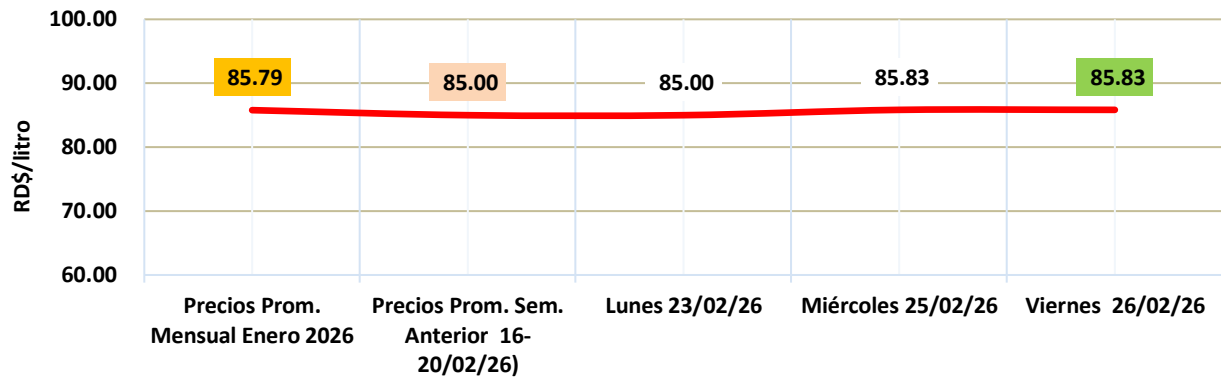 100.00
90.00
80.00
70.00
60.00
RD$/litro
85.79
85.00
85.00
85.83
85.83
Precios Prom.
Mensual Enero 2026
Precios Prom. Sem.
Anterior  16-
20/02/26)
Lunes 23/02/26
Miércoles 25/02/26
Viernes  26/02/26